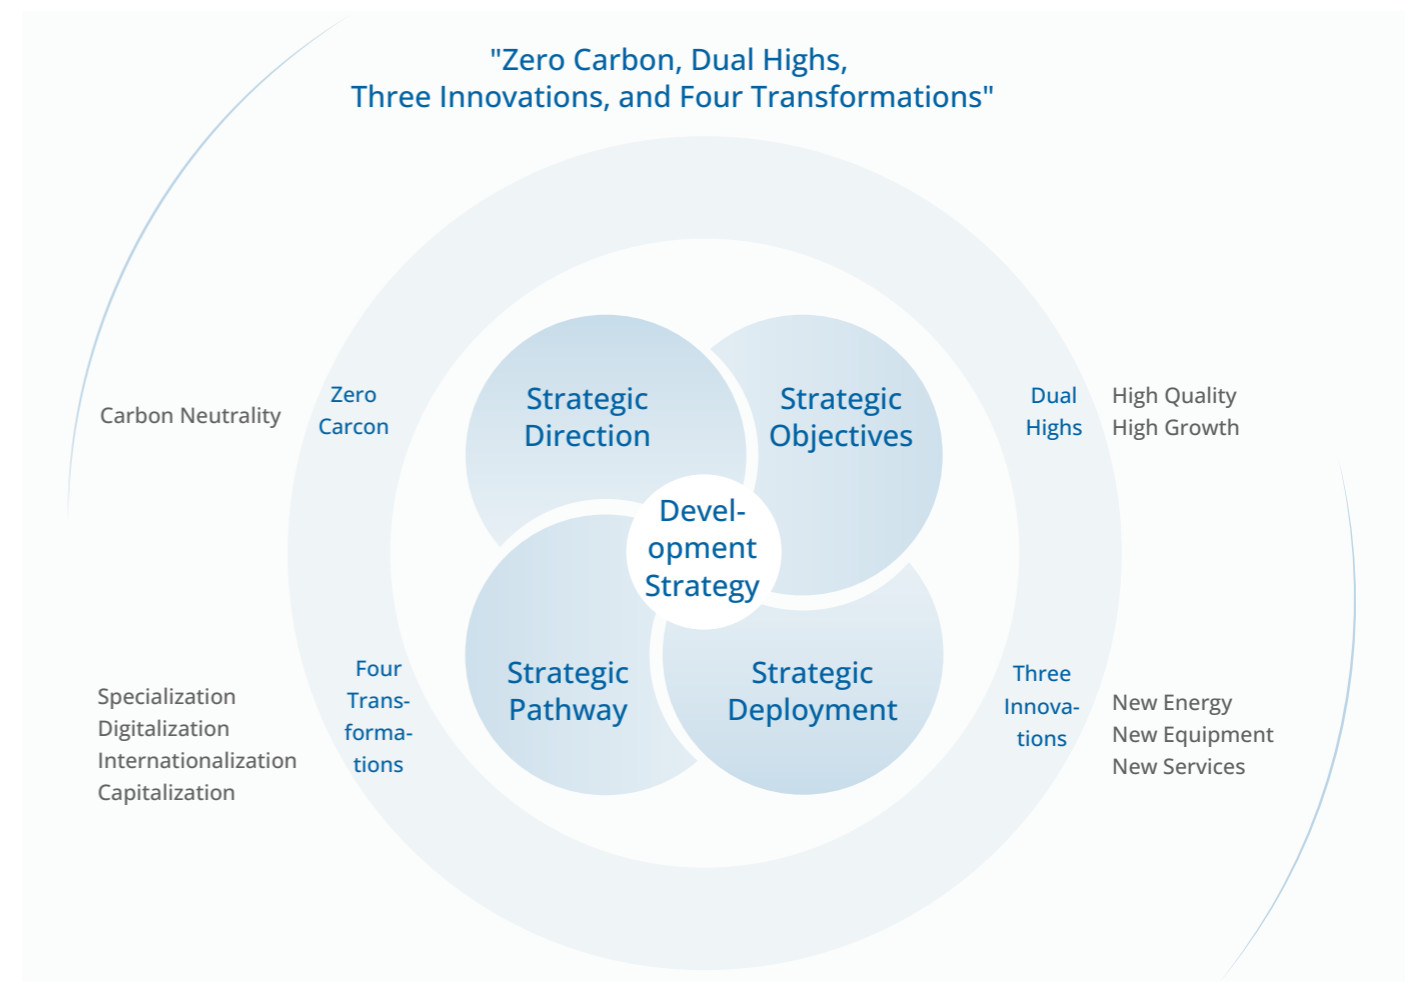 "Zero Carbon, Dual Highs,
Three Innovations, and Four Transformations"
Carbon Neutrality
Zero
Carcon
Strategic
Direction
Strategic
Objectives
Dual
Highs
High Quality
High Growth
Devel-
opment
Strategy
Specialization
Digitalization
Internationalization
Capitalization
Four
Trans-
forma-
tions
Strategic
Pathway
Strategic
Deployment
Three
Innova-
tions
New Energy
New Equipment
New Services